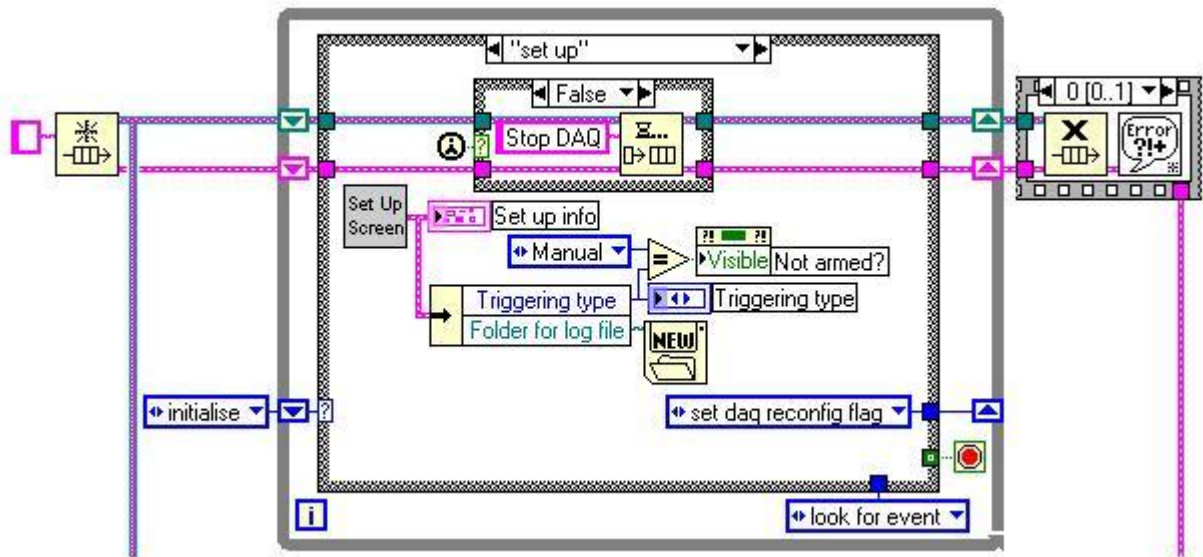 "set up"
False
0 [0..1]
Stop DAQ
Error
?!+
Set Up
Screen
Set up info
Manual
=
?! ?!
Visible
Not armed?
Triggering type
Triggering type
Folder for log file
NEW
initialise
?
?
set daq reconfig flag
i
look for event